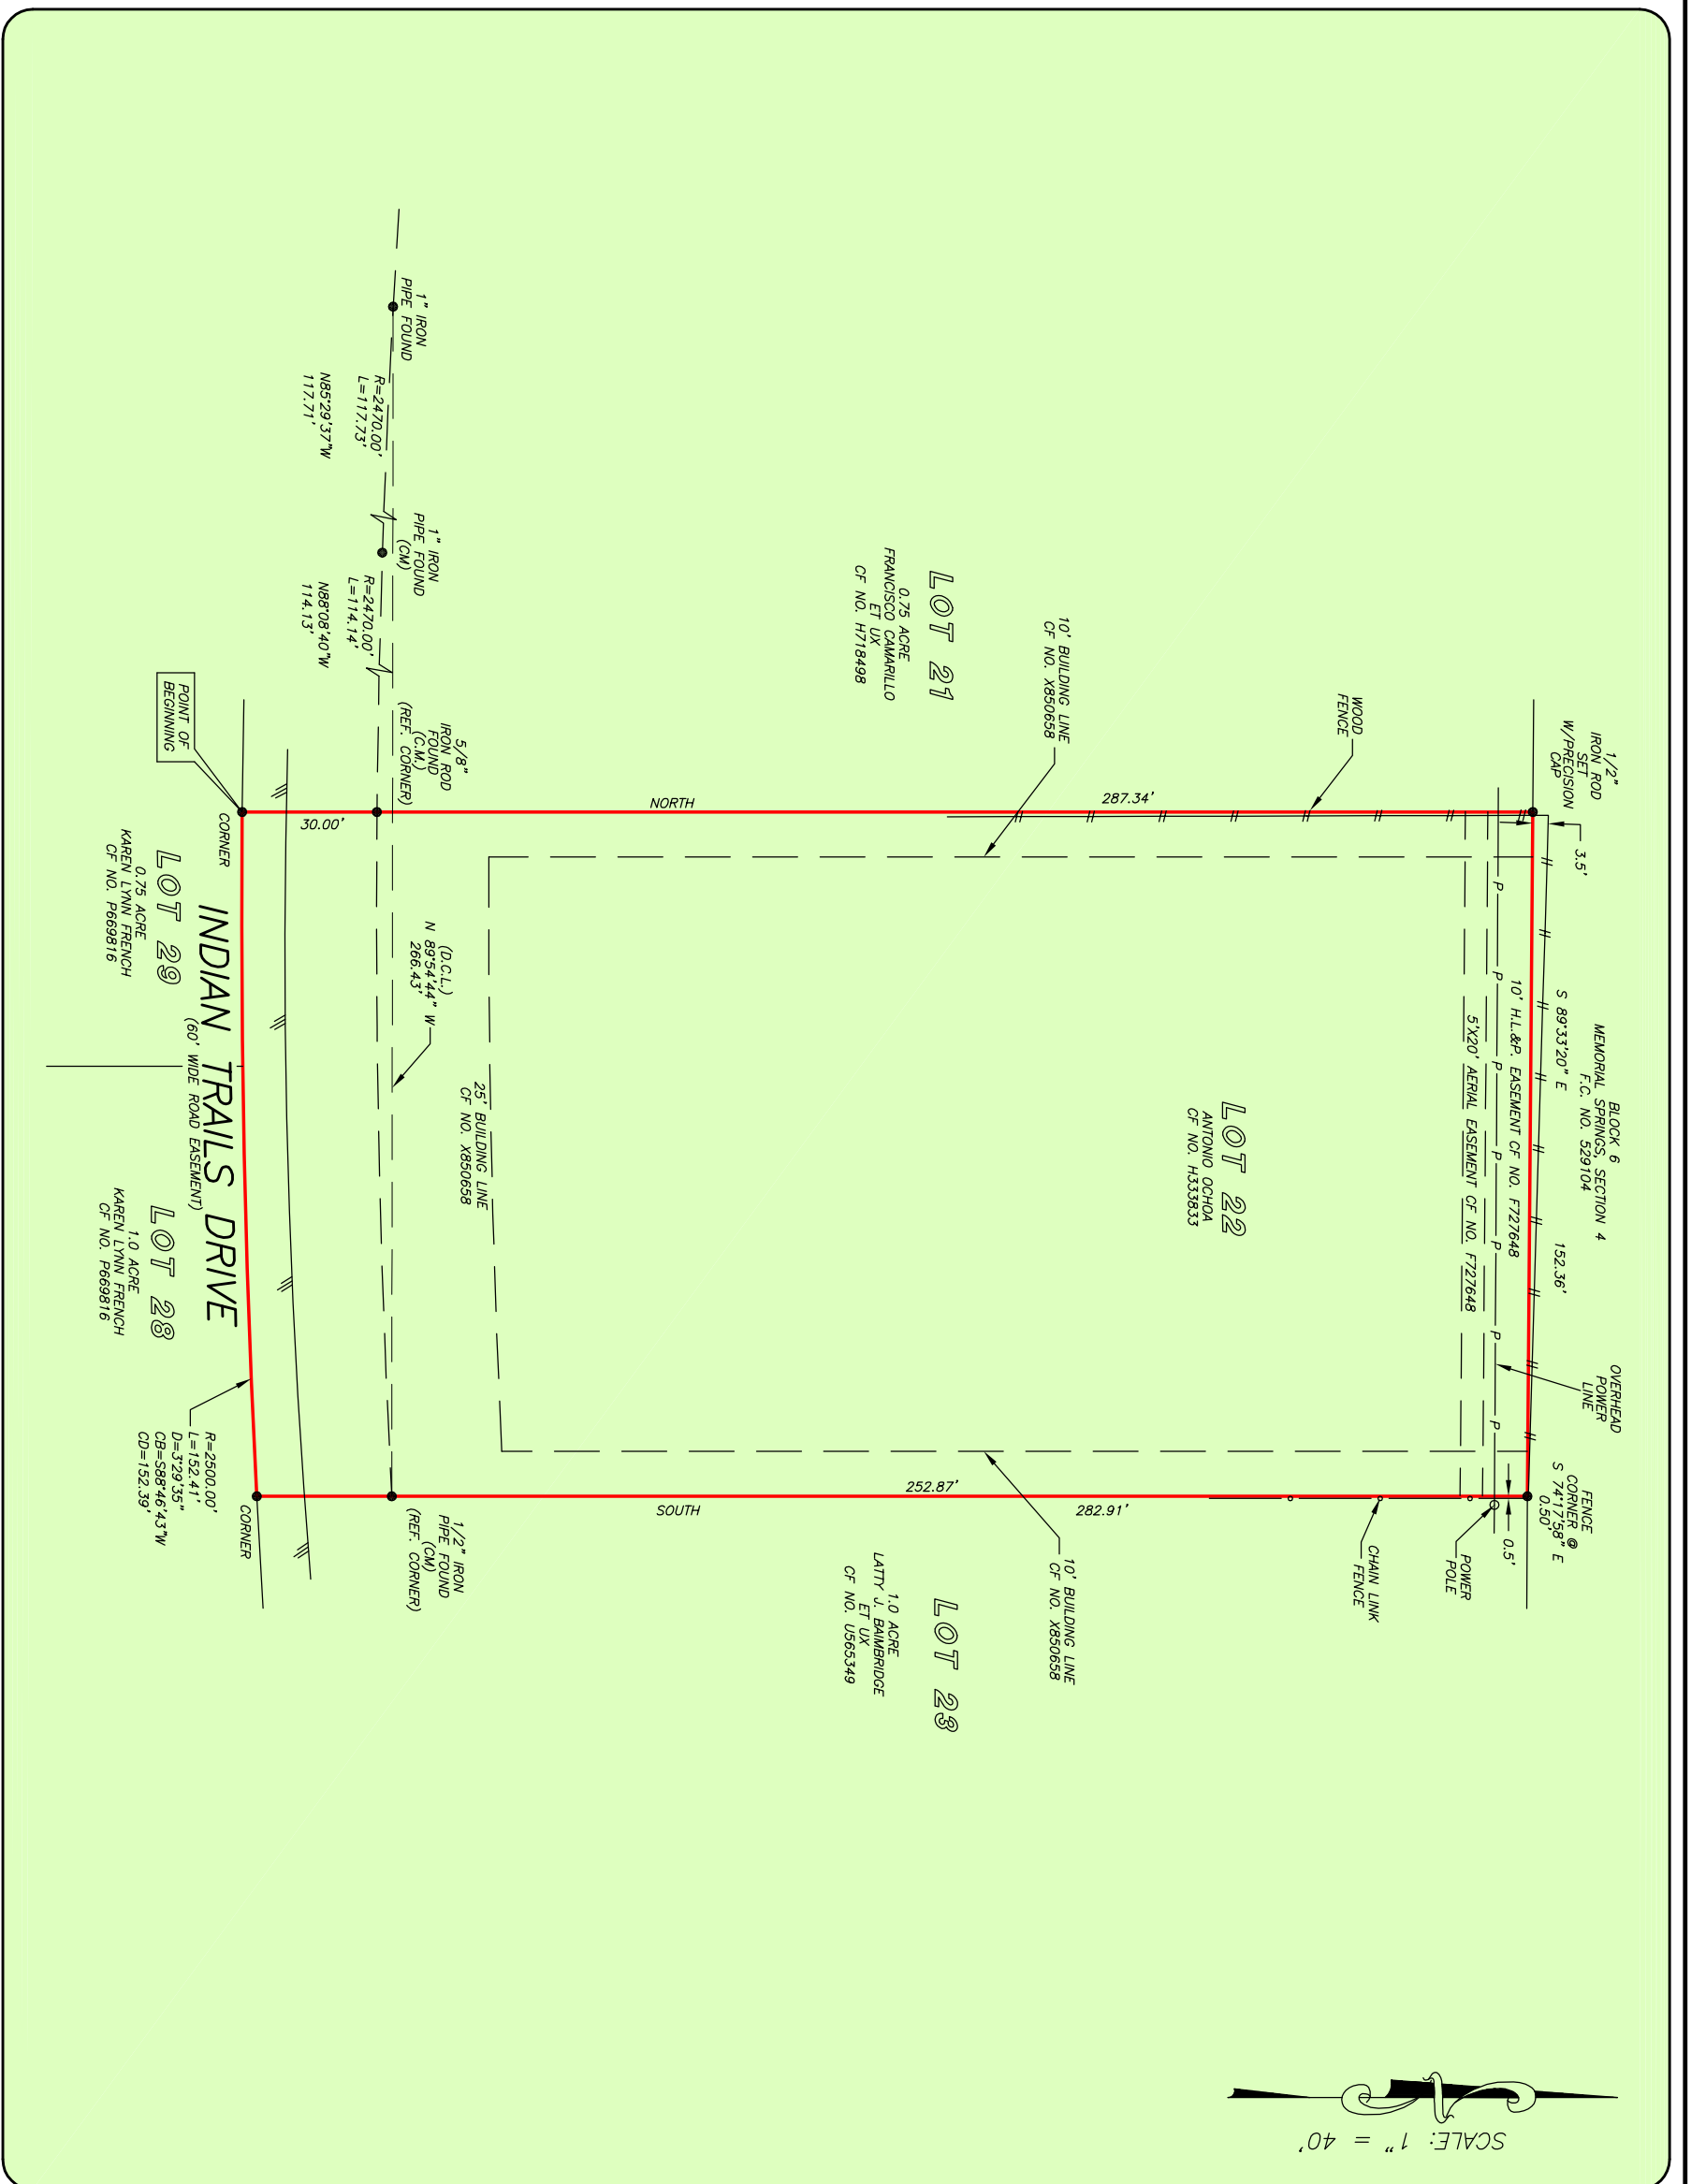 1/2"
IRON ROD
SET
W/PRECISION
CAP
3.5'
BLOCK 6
MEMORIAL SPRINGS, SECTION 4
F.C. NO. 529104
S 89°33'20" E
152.36'
OVERHEAD
POWER
LINE
FENCE
CORNER @
S 74°17'58" E
0.50'
0.5'
POWER
POLE
CHAIN LINK
FENCE
WOOD
FENCE
P
P
P
P
P
P
P
10' H.L.&P. EASEMENT CF NO. F727648
5'X20' AERIAL EASEMENT CF NO. F727648
LOT 22
ANTONIO OCHOA
CF NO. H333833
10' BUILDING LINE
CF NO. X850658
287.34'
NORTH
LOT 21
0.75 ACRE
FRANCISCO CAMARILLO
ET UX
CF NO. H718498
10' BUILDING LINE
CF NO. X850658
252.87'
282.91'
SOUTH
LOT 23
1.0 ACRE
LATTY J. BAIMBRIDGE
ET UX
CF NO. U565349
25' BUILDING LINE
CF NO. X850658
(D.C.L.)
N 89°54'44" W
266.43'
1" IRON
PIPE FOUND
R=2470.00'
L=117.73'
N85°29'37"W
117.71'
1" IRON
PIPE FOUND
(CM)
R=2470.00'
L=114.14'
N88°08'40"W
114.13'
5/8"
IRON ROD
FOUND
(C.M.)
(REF. CORNER)
1/2" IRON
PIPE FOUND
(CM)
(REF. CORNER)
30.00'
CORNER
POINT OF
BEGINNING
INDIAN TRAILS DRIVE
(60' WIDE ROAD EASEMENT)
CORNER
R=2500.00'
L=152.41'
D=3°29'35"
CB=S88°46'43"W
CD=152.39'
LOT 29
0.75 ACRE
KAREN LYNN FRENCH
CF NO. P669816
LOT 28
1.0 ACRE
KAREN LYNN FRENCH
CF NO. P669816
SCALE: 1" = 40'